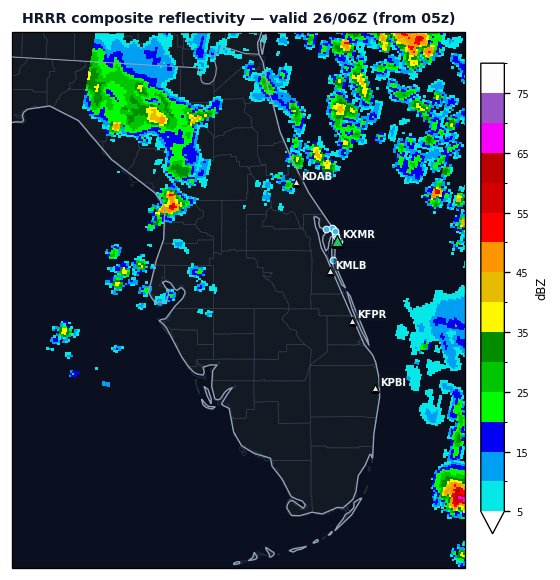 HRRR composite reflectivity — valid 26/06Z (from 05z)
KDAB
KXMR
KMLB
KFPR
KPBI
75
65
55
45
35
25
15
5
dBZ